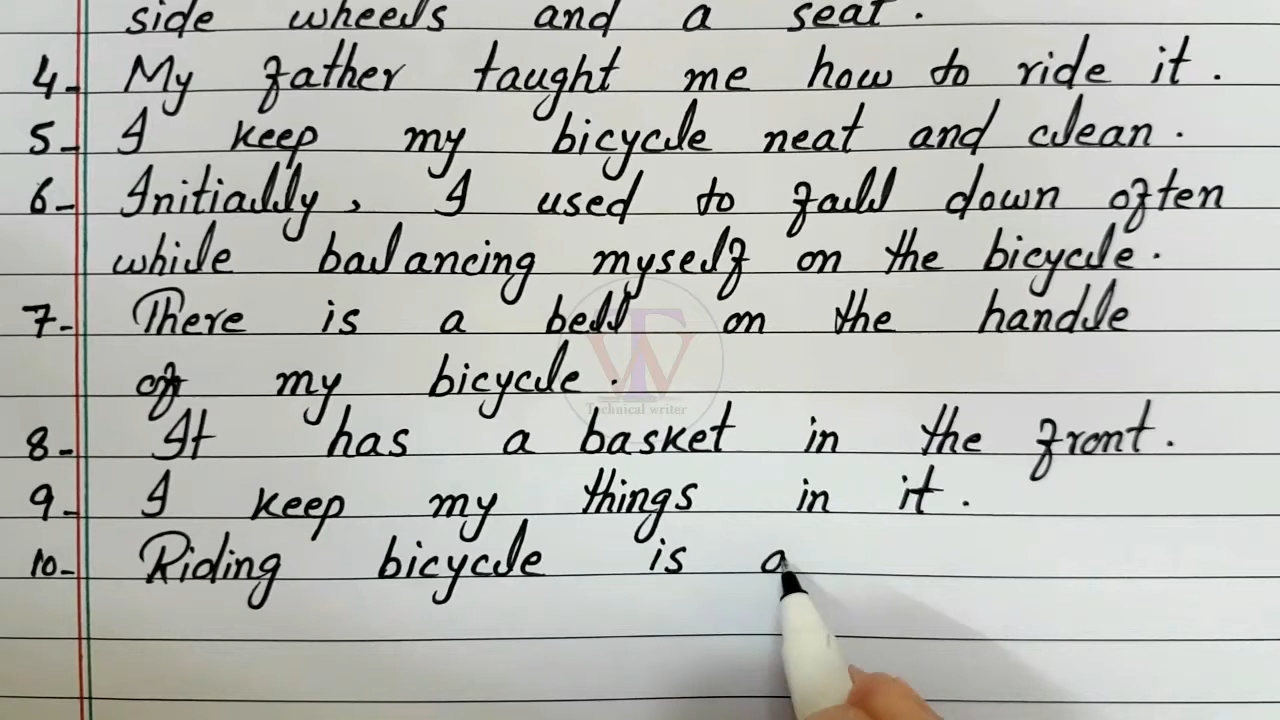 side wheels and a seat.
4- My father taught me how to ride it.
5- I keep my bicycle neat and clean.
6- Initially, I used to fall down often
while balancing myself on the bicycle.
7- There is a bell on the handle
of my bicycle.
Technical writer
8- It has a basket in the front.
9- I keep my things in it.
10- Riding bicycle is a